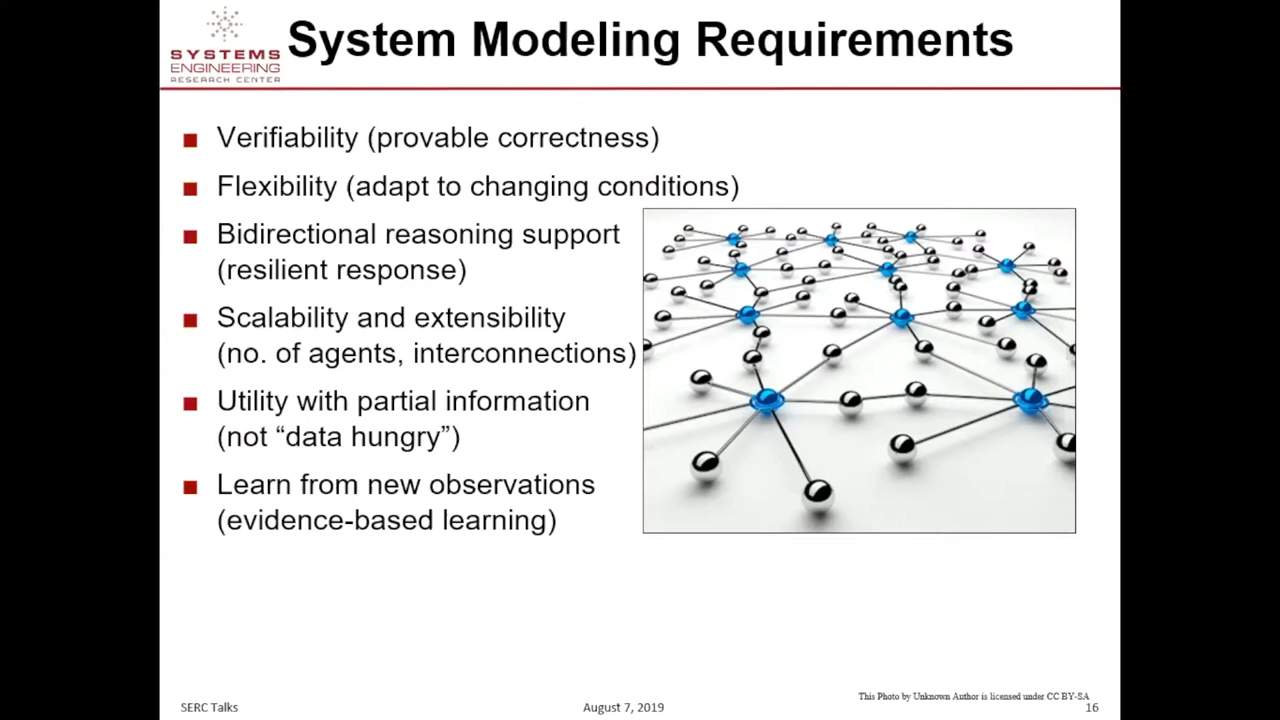 SYSTEMS
ENGINEERING
RESEARCH CENTER
System Modeling Requirements
Verifiability (provable correctness)
Flexibility (adapt to changing conditions)
Bidirectional reasoning support
(resilient response)
Scalability and extensibility
(no. of agents, interconnections)
Utility with partial information
(not “data hungry”)
Learn from new observations
(evidence-based learning)
This Photo by Unknown Author is licensed under CC BY-SA
SERC Talks
August 7, 2019
16